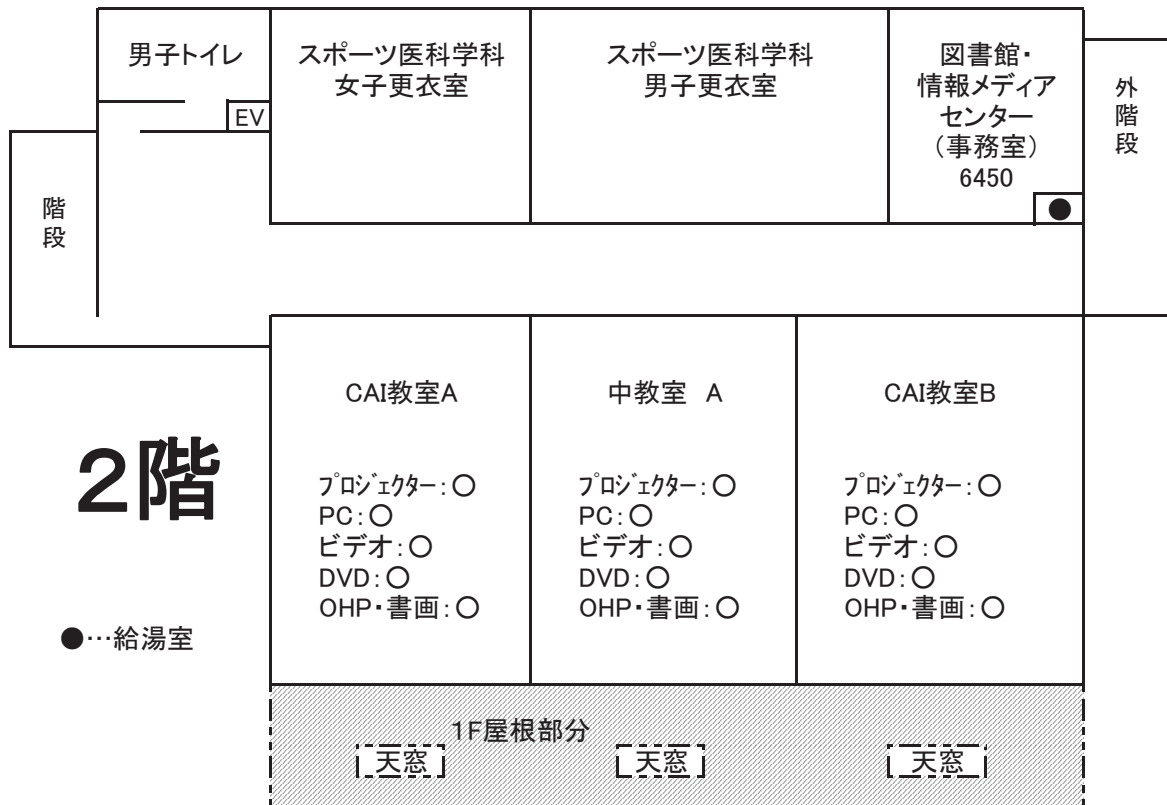 男子トイレ
EV
スポーツ医科学科
女子更衣室
スポーツ医科学科
男子更衣室
図書館・
情報メディア
センター
（事務室）
6450
●
外階段
階段
CAI教室A
プロジェクター：○
PC：○
ビデオ：○
DVD：○
OHP・書画：○
中教室　A
プロジェクター：○
PC：○
ビデオ：○
DVD：○
OHP・書画：○
CAI教室B
プロジェクター：○
PC：○
ビデオ：○
DVD：○
OHP・書画：○
2階
●…給湯室
1F屋根部分
天窓
天窓
天窓